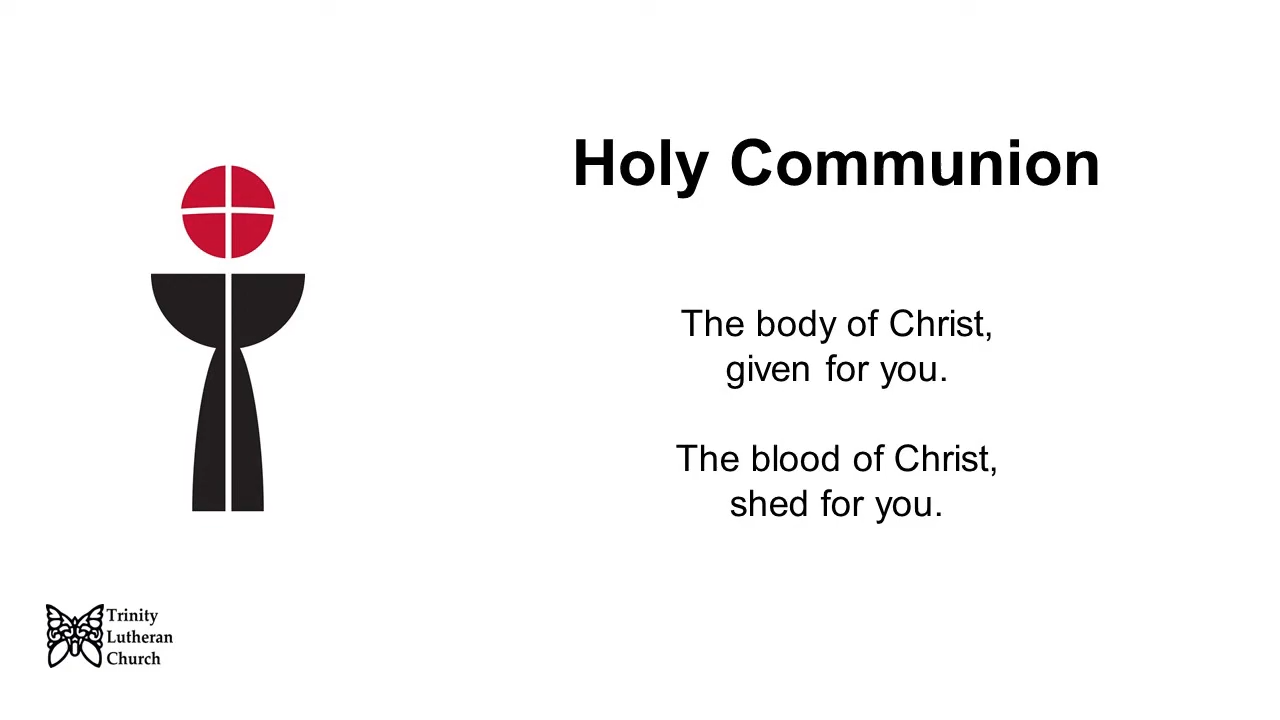 Holy Communion
The body of Christ,
given for you.
The blood of Christ,
shed for you.
Trinity
Lutheran
Church